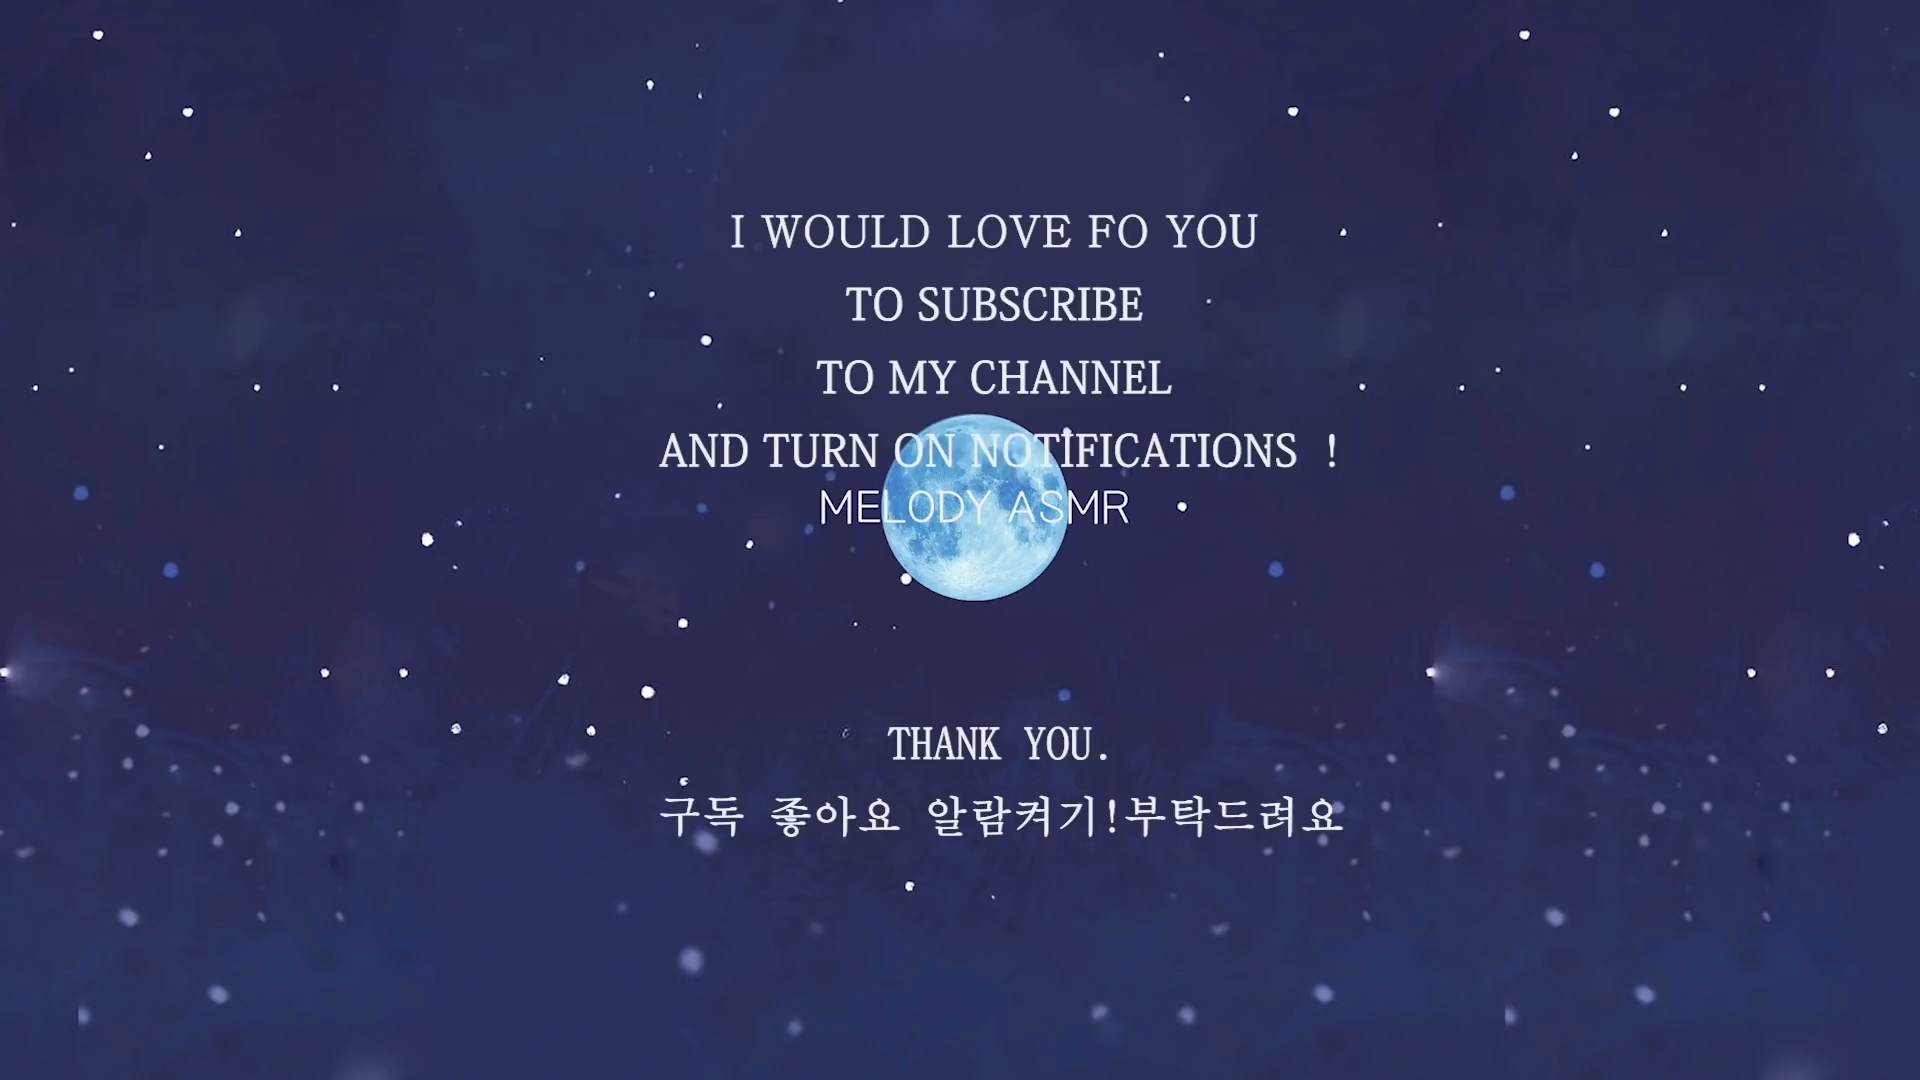 I WOULD LOVE FO YOU
TO SUBSCRIBE
TO MY CHANNEL
AND TURN ON NOTIFICATIONS !
MELODY ASMR
THANK YOU.
구독 좋아요 알람켜기!부탁드려요